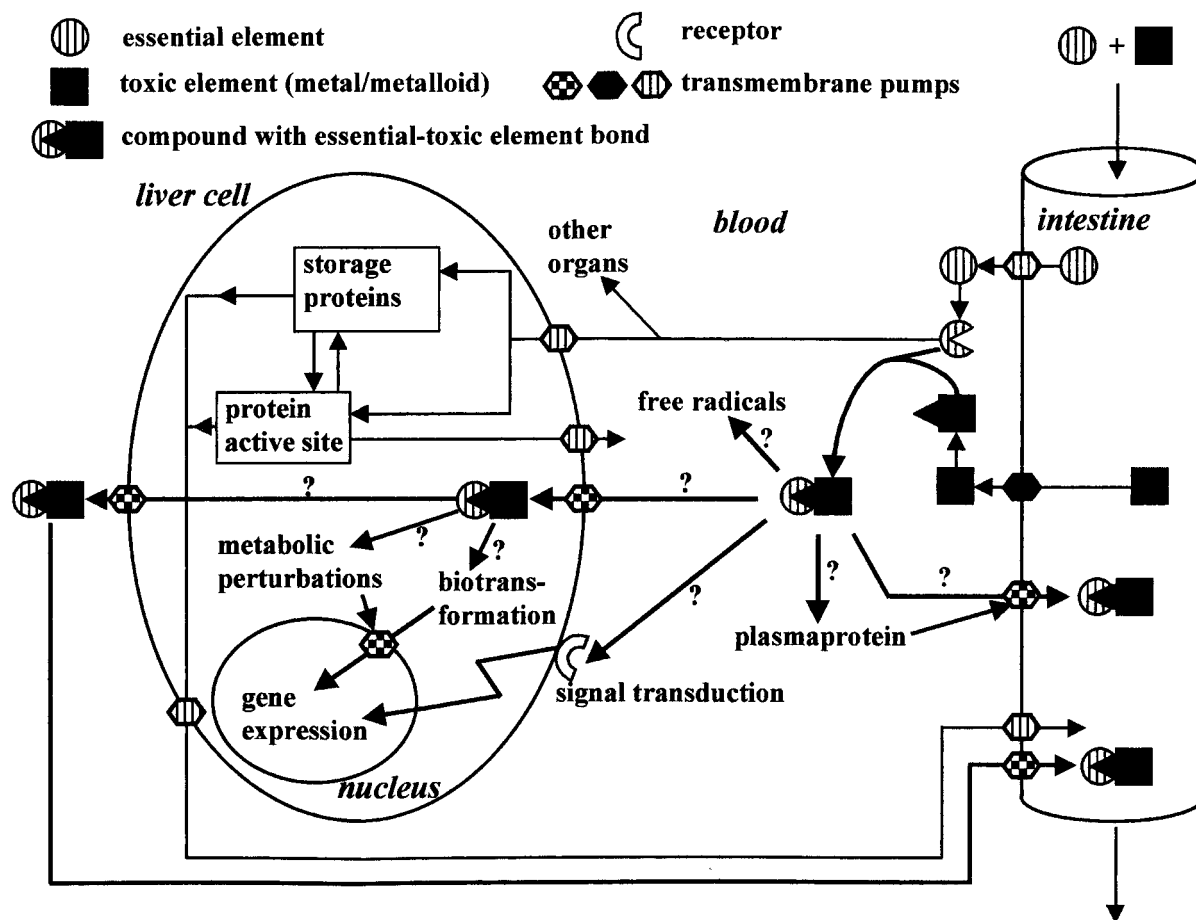 essential element
receptor
+
toxic element (metal/metalloid)
transmembrane pumps
compound with essential-toxic element bond
liver cell
blood
intestine
other
organs
storage
proteins
protein
active site
free radicals
?
?
?
?
?
?
?
?
metabolic
perturbations
biotrans-
formation
plasmaprotein
signal transduction
gene
expression
nucleus